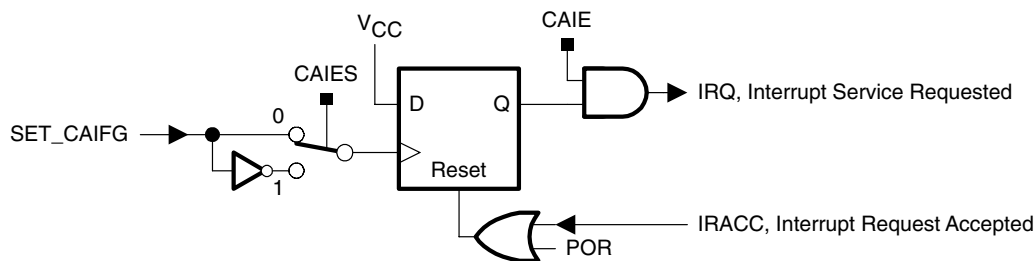 CAIE
VCC
CAIES
D
Q
IRQ, Interrupt Service Requested
0
SET_CAIFG
Reset
1
IRACC, Interrupt Request Accepted
POR